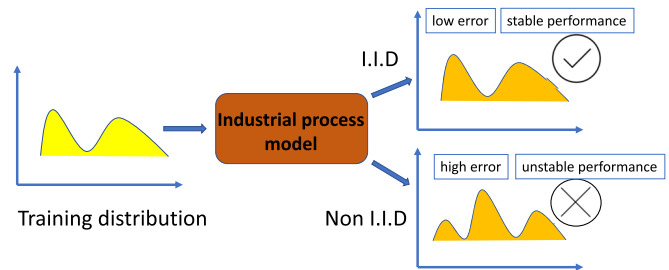 low error
stable performance
I.I.D
Industrial process
model
high error
unstable performance
Training distribution
Non I.I.D